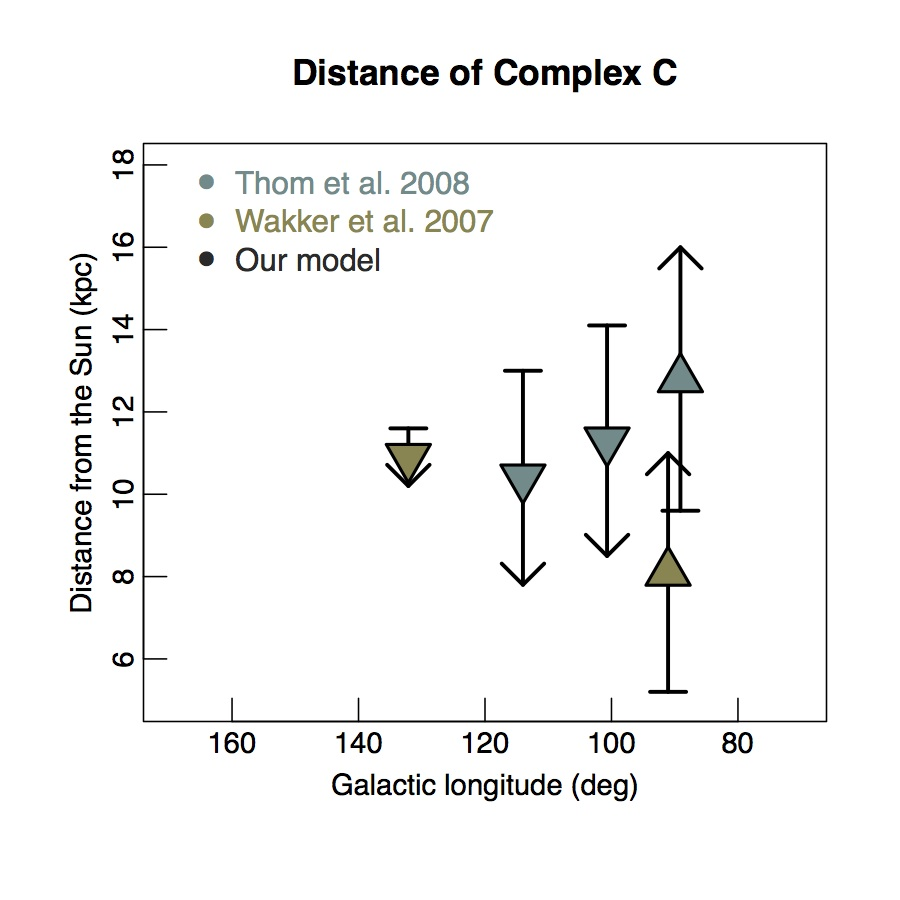 Distance of Complex C
Thom et al. 2008
Wakker et al. 2007
Our model
Distance from the Sun (kpc)
18
16
14
12
10
8
6
160 140 120 100 80
Galactic longitude (deg)